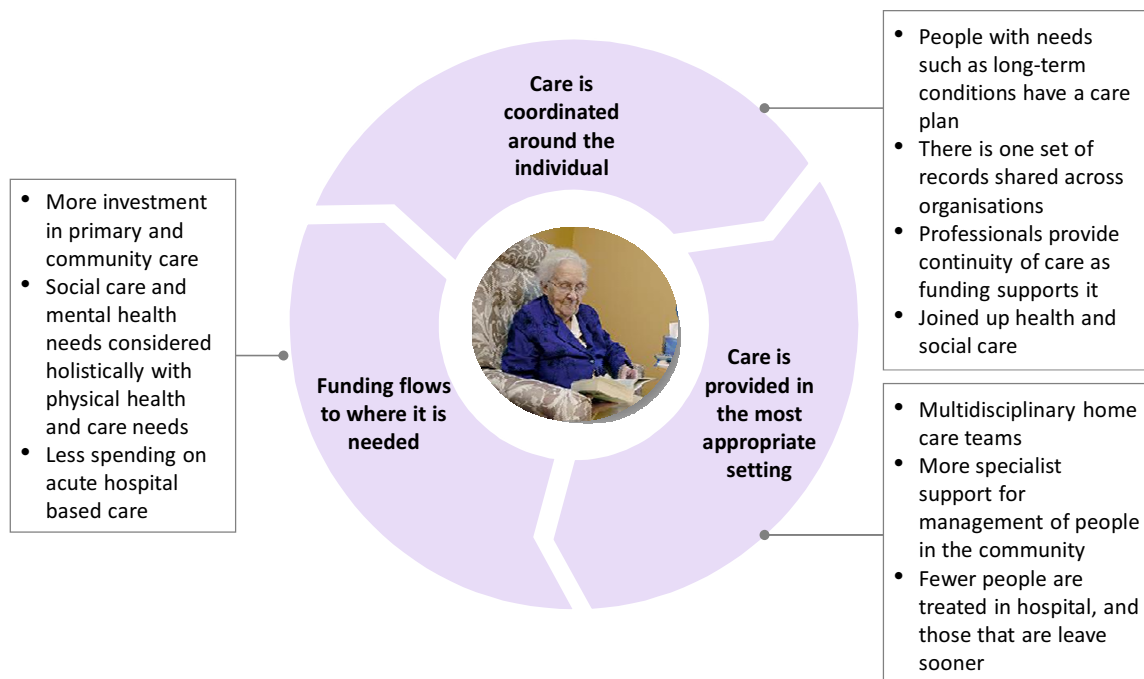 Care is
coordinated
around the
individual
• People with needs
such as long-term
conditions have a care
plan
• There is one set of
records shared across
organisations
• Professionals provide
continuity of care as
funding supports it
• Joined up health and
social care
Care is
provided in
the most
appropriate
setting
• Multidisciplinary home
care teams
• More specialist
support for
management of people
in the community
• Fewer people are
treated in hospital, and
those that are leave
sooner
Funding flows
to where it is
needed
• More investment
in primary and
community care
• Social care and
mental health
needs considered
holistically with
physical health
and care needs
• Less spending on
acute hospital
based care